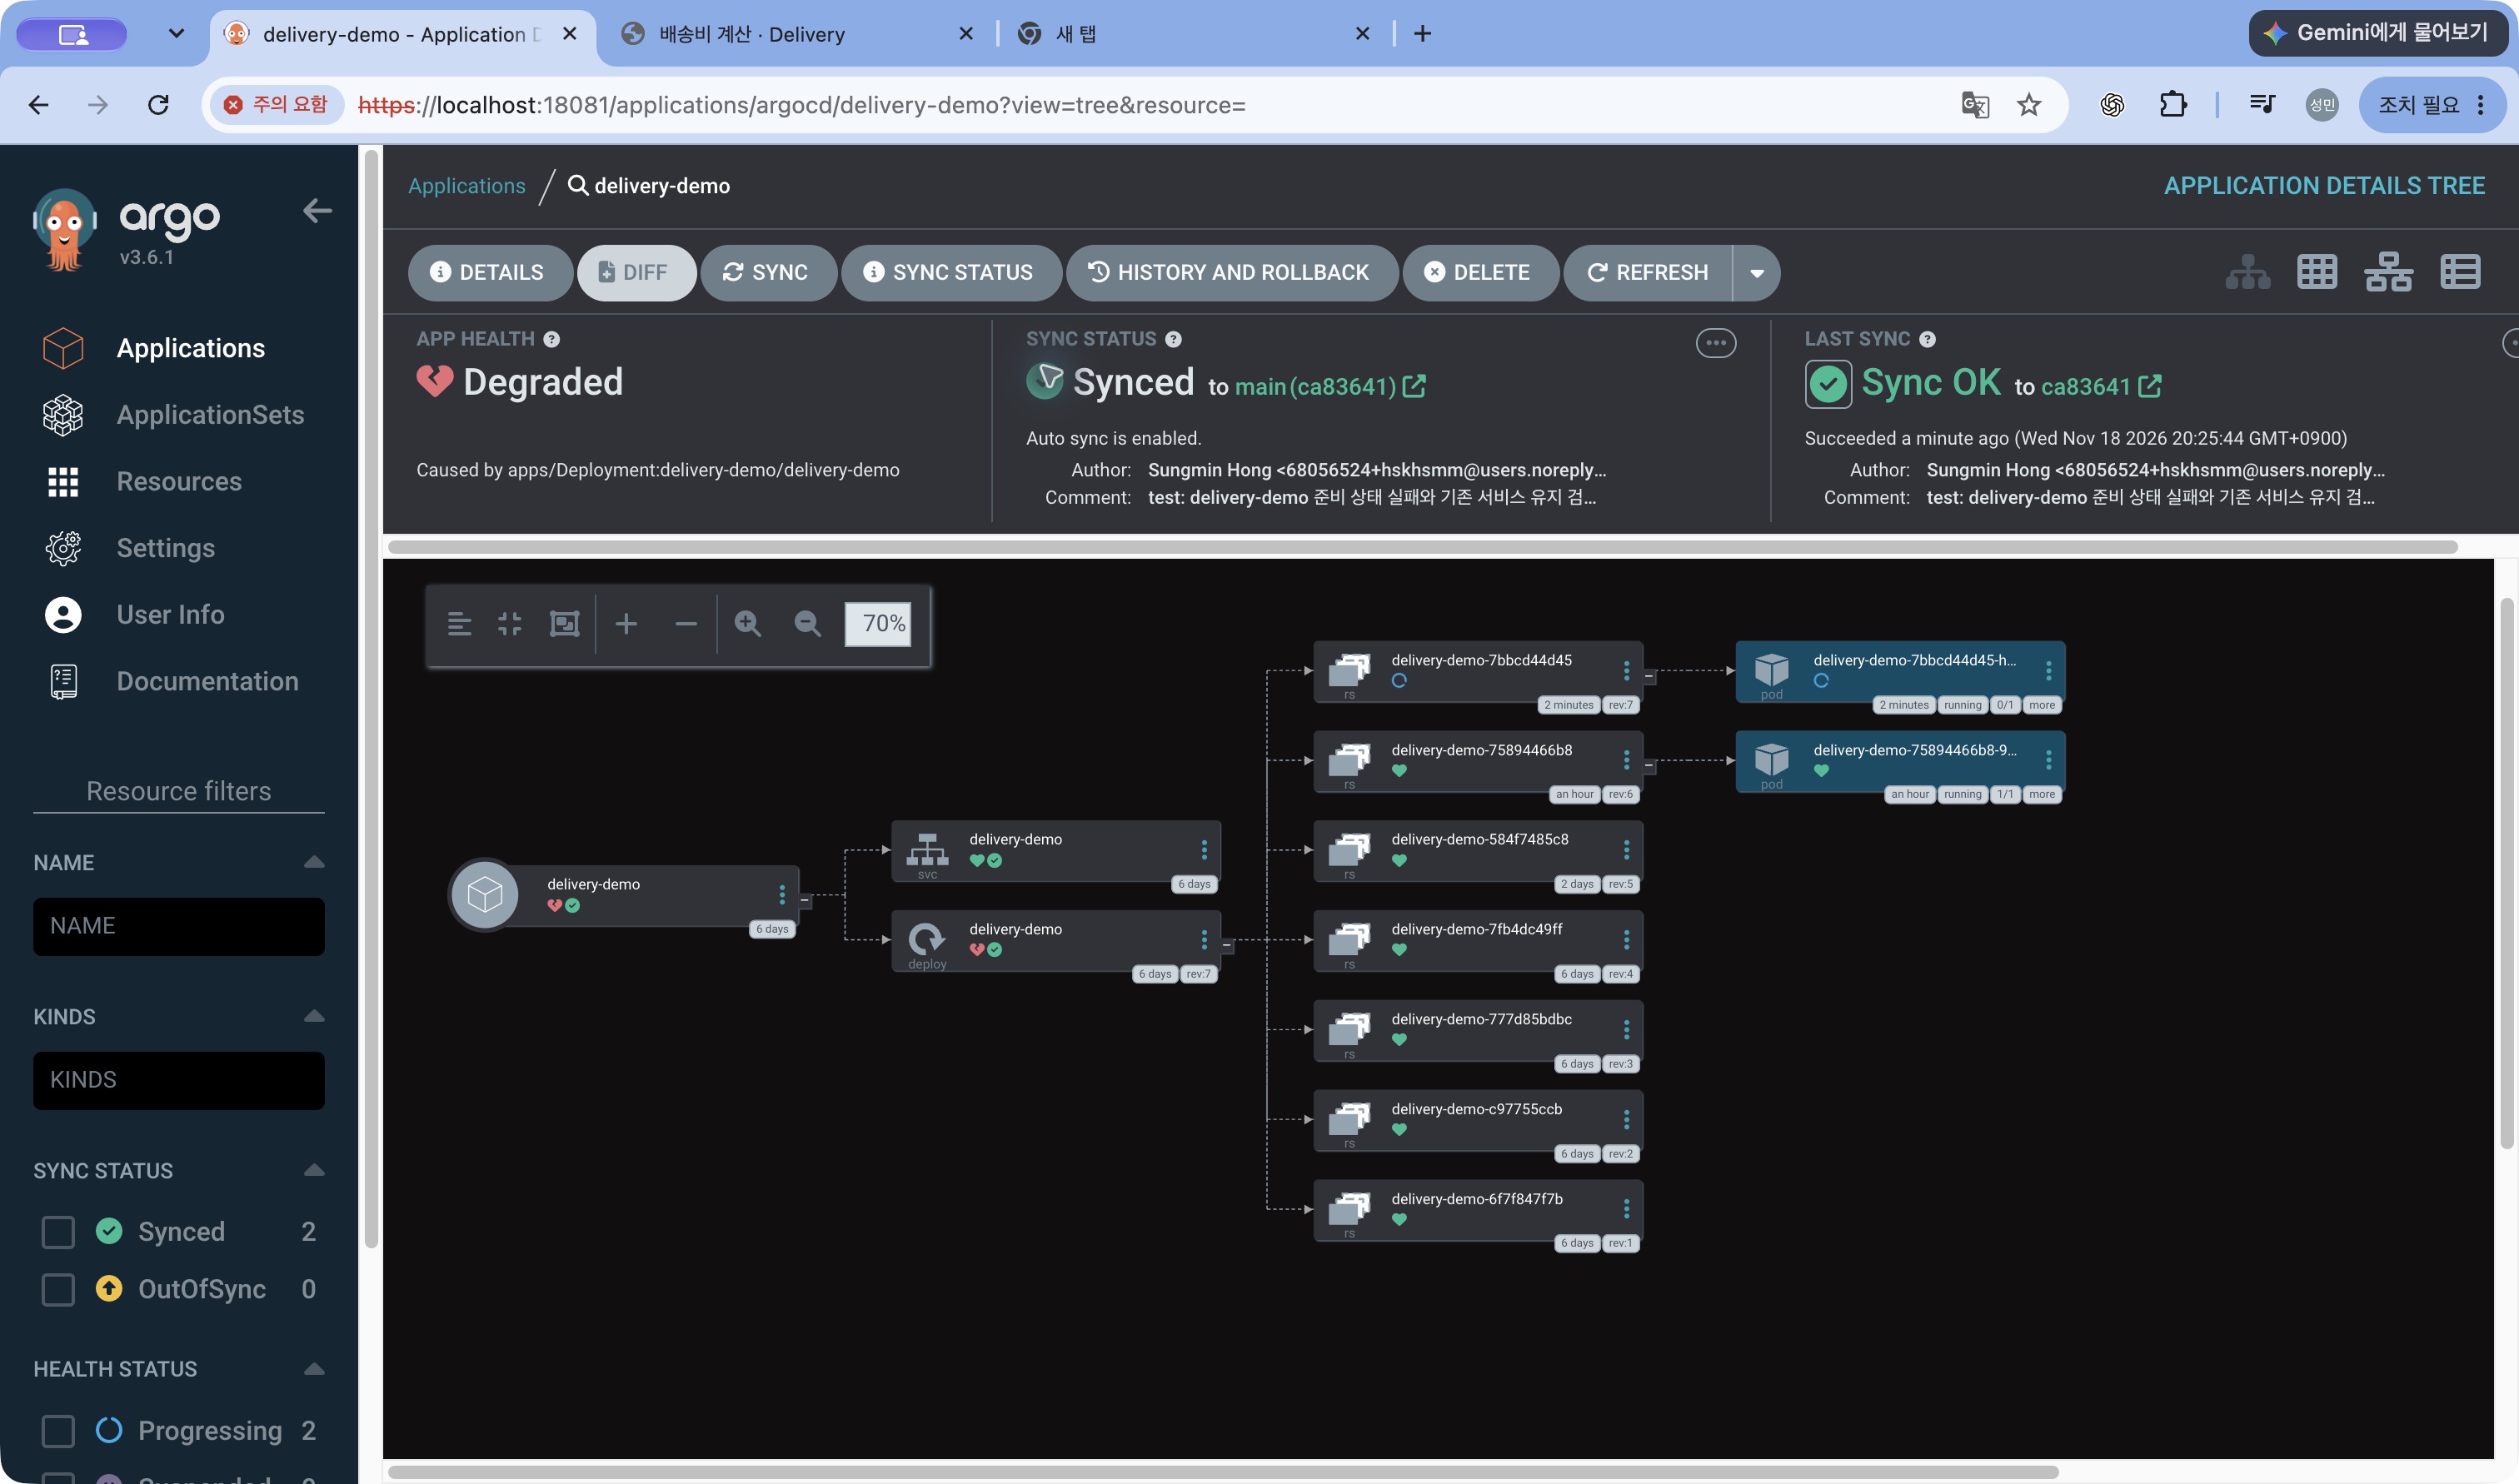 delivery-demo - Application D
배송비 계산 · Delivery
새 탭
Gemini에게 물어보기
주의 요함
https://localhost:18081/applications/argocd/delivery-demo?view=tree&resource=
성민
조치 필요
argo
v3.6.1
Applications
ApplicationSets
Resources
Settings
User Info
Documentation
Resource filters
NAME
NAME
KINDS
KINDS
SYNC STATUS
Synced 2
OutOfSync 0
HEALTH STATUS
Progressing 2
Applications / delivery-demo
APPLICATION DETAILS TREE
DETAILS
DIFF
SYNC
SYNC STATUS
HISTORY AND ROLLBACK
DELETE
REFRESH
APP HEALTH
Degraded
Caused by apps/Deployment:delivery-demo/delivery-demo
SYNC STATUS
Synced to main (ca83641)
Auto sync is enabled.
Author: Sungmin Hong <68056524+hskhsmm@users.noreply...
Comment: test: delivery-demo 준비 상태 실패와 기존 서비스 유지 검...
LAST SYNC
Sync OK to ca83641
Succeeded a minute ago (Wed Nov 18 2026 20:25:44 GMT+0900)
Author: Sungmin Hong <68056524+hskhsmm@users.noreply...
Comment: test: delivery-demo 준비 상태 실패와 기존 서비스 유지 검...
70%
delivery-demo
6 days
delivery-demo
svc
6 days
delivery-demo
deploy
6 days rev:7
delivery-demo-7bbcd44d45
rs
2 minutes rev:7
delivery-demo-7bbcd44d45-h...
pod
2 minutes running 0/1 more
delivery-demo-75894466b8
rs
an hour rev:6
delivery-demo-75894466b8-9...
pod
an hour running 1/1 more
delivery-demo-584f7485c8
rs
2 days rev:5
delivery-demo-7fb4dc49ff
rs
6 days rev:4
delivery-demo-777d85bdbc
rs
6 days rev:3
delivery-demo-c97755ccb
rs
6 days rev:2
delivery-demo-6f7f847f7b
rs
6 days rev:1